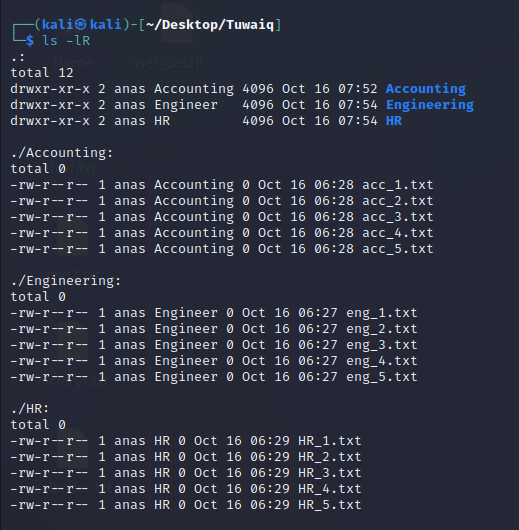 ┌──(kali㉿kali)-[~/Desktop/Tuwaiq]
└─$ ls -lR
.:
total 12
drwxr-xr-x 2 anas Accounting 4096 Oct 16 07:52 Accounting
drwxr-xr-x 2 anas Engineer   4096 Oct 16 07:54 Engineering
drwxr-xr-x 2 anas HR         4096 Oct 16 07:54 HR

./Accounting:
total 0
-rw-r--r-- 1 anas Accounting 0 Oct 16 06:28 acc_1.txt
-rw-r--r-- 1 anas Accounting 0 Oct 16 06:28 acc_2.txt
-rw-r--r-- 1 anas Accounting 0 Oct 16 06:28 acc_3.txt
-rw-r--r-- 1 anas Accounting 0 Oct 16 06:28 acc_4.txt
-rw-r--r-- 1 anas Accounting 0 Oct 16 06:28 acc_5.txt

./Engineering:
total 0
-rw-r--r-- 1 anas Engineer 0 Oct 16 06:27 eng_1.txt
-rw-r--r-- 1 anas Engineer 0 Oct 16 06:27 eng_2.txt
-rw-r--r-- 1 anas Engineer 0 Oct 16 06:27 eng_3.txt
-rw-r--r-- 1 anas Engineer 0 Oct 16 06:27 eng_4.txt
-rw-r--r-- 1 anas Engineer 0 Oct 16 06:27 eng_5.txt

./HR:
total 0
-rw-r--r-- 1 anas HR 0 Oct 16 06:29 HR_1.txt
-rw-r--r-- 1 anas HR 0 Oct 16 06:29 HR_2.txt
-rw-r--r-- 1 anas HR 0 Oct 16 06:29 HR_3.txt
-rw-r--r-- 1 anas HR 0 Oct 16 06:29 HR_4.txt
-rw-r--r-- 1 anas HR 0 Oct 16 06:29 HR_5.txt